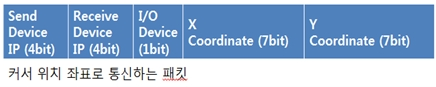 Send
Device
IP (4bit)
Receive
Device
IP (4bit)
I/O
Device
(1bit)
X
Coordinate (7bit)
Y
Coordinate (7bit)
커서 위치 좌표로 통신하는 패킷